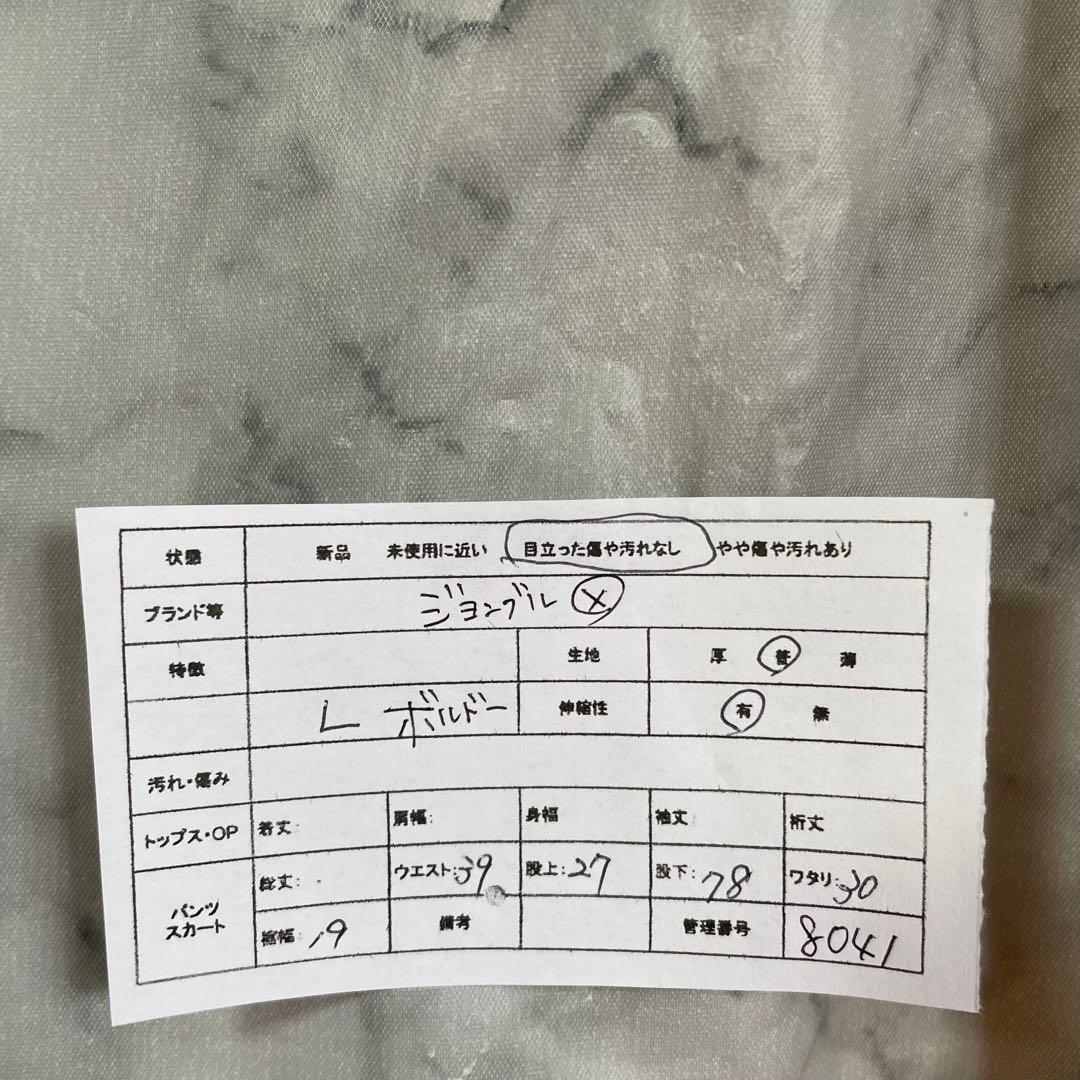 状態 新品 未使用に近い 目立った傷や汚れなし やや傷や汚れあり
ブランド等 ジョンブル X
特徴 生地 厚 普 薄
L ボルドー 伸縮性 有 無
汚れ・傷み
トップス・OP 着丈: 肩幅: 身幅 袖丈 裄丈
パンツ スカート 総丈: ウエスト:39 股上:27 股下:78 ワタリ:30
裾幅:19 備考 管理番号 8041